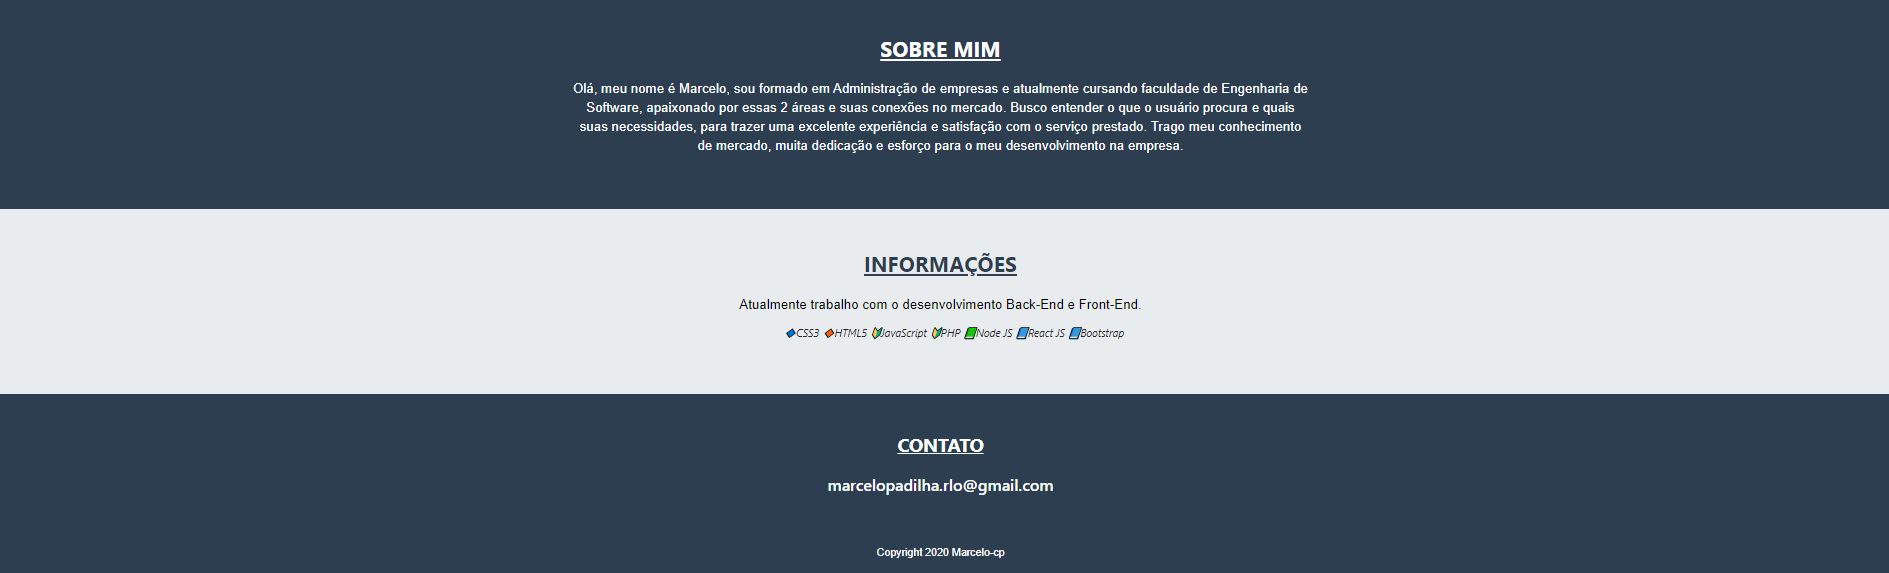 SOBRE MIM
Olá, meu nome é Marcelo, sou formado em Administração de empresas e atualmente cursando faculdade de Engenharia de
Software, apaixonado por essas 2 áreas e suas conexões no mercado. Busco entender o que o usuário procura e quais
suas necessidades, para trazer uma excelente experiência e satisfação com o serviço prestado. Trago meu conhecimento
de mercado, muita dedicação e esforço para o meu desenvolvimento na empresa.
INFORMAÇÕES
Atualmente trabalho com o desenvolvimento Back-End e Front-End.
CSS3 HTML5 JavaScript PHP Node JS React JS Bootstrap
CONTATO
marcelopadilha.rlo@gmail.com
Copyright 2020 Marcelo-cp